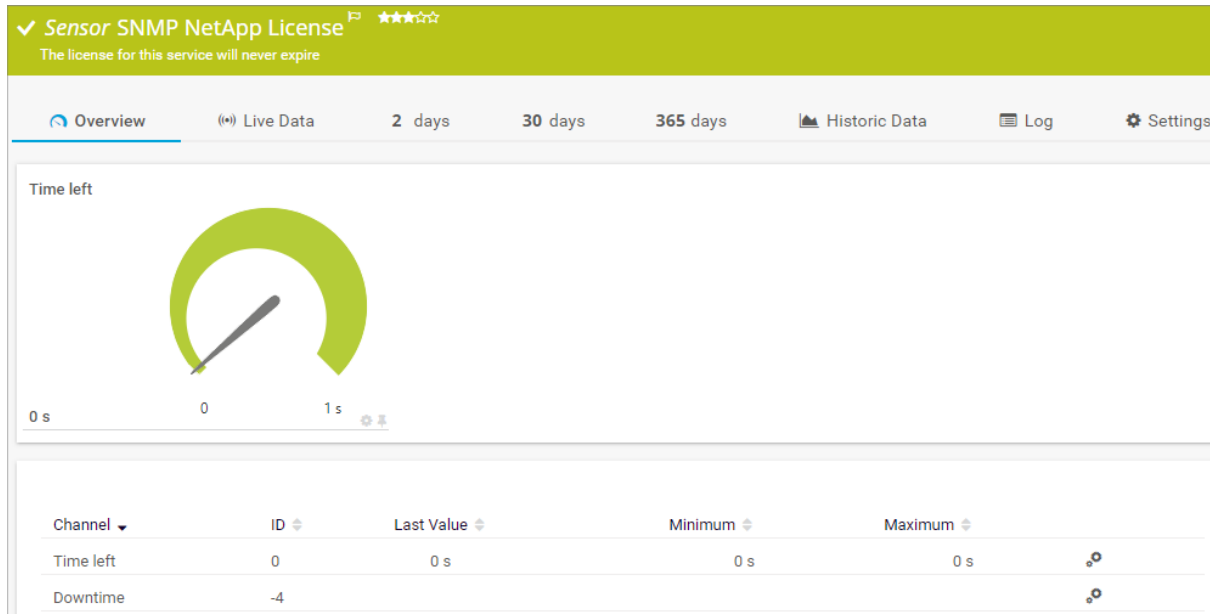 Sensor SNMP NetApp License
The license for this service will never expire
Overview Live Data 2 days 30 days 365 days Historic Data Log Settings
Time left
0 1 s
0 s
Channel ID Last Value Minimum Maximum
Time left 0 0 s 0 s 0 s
Downtime -4